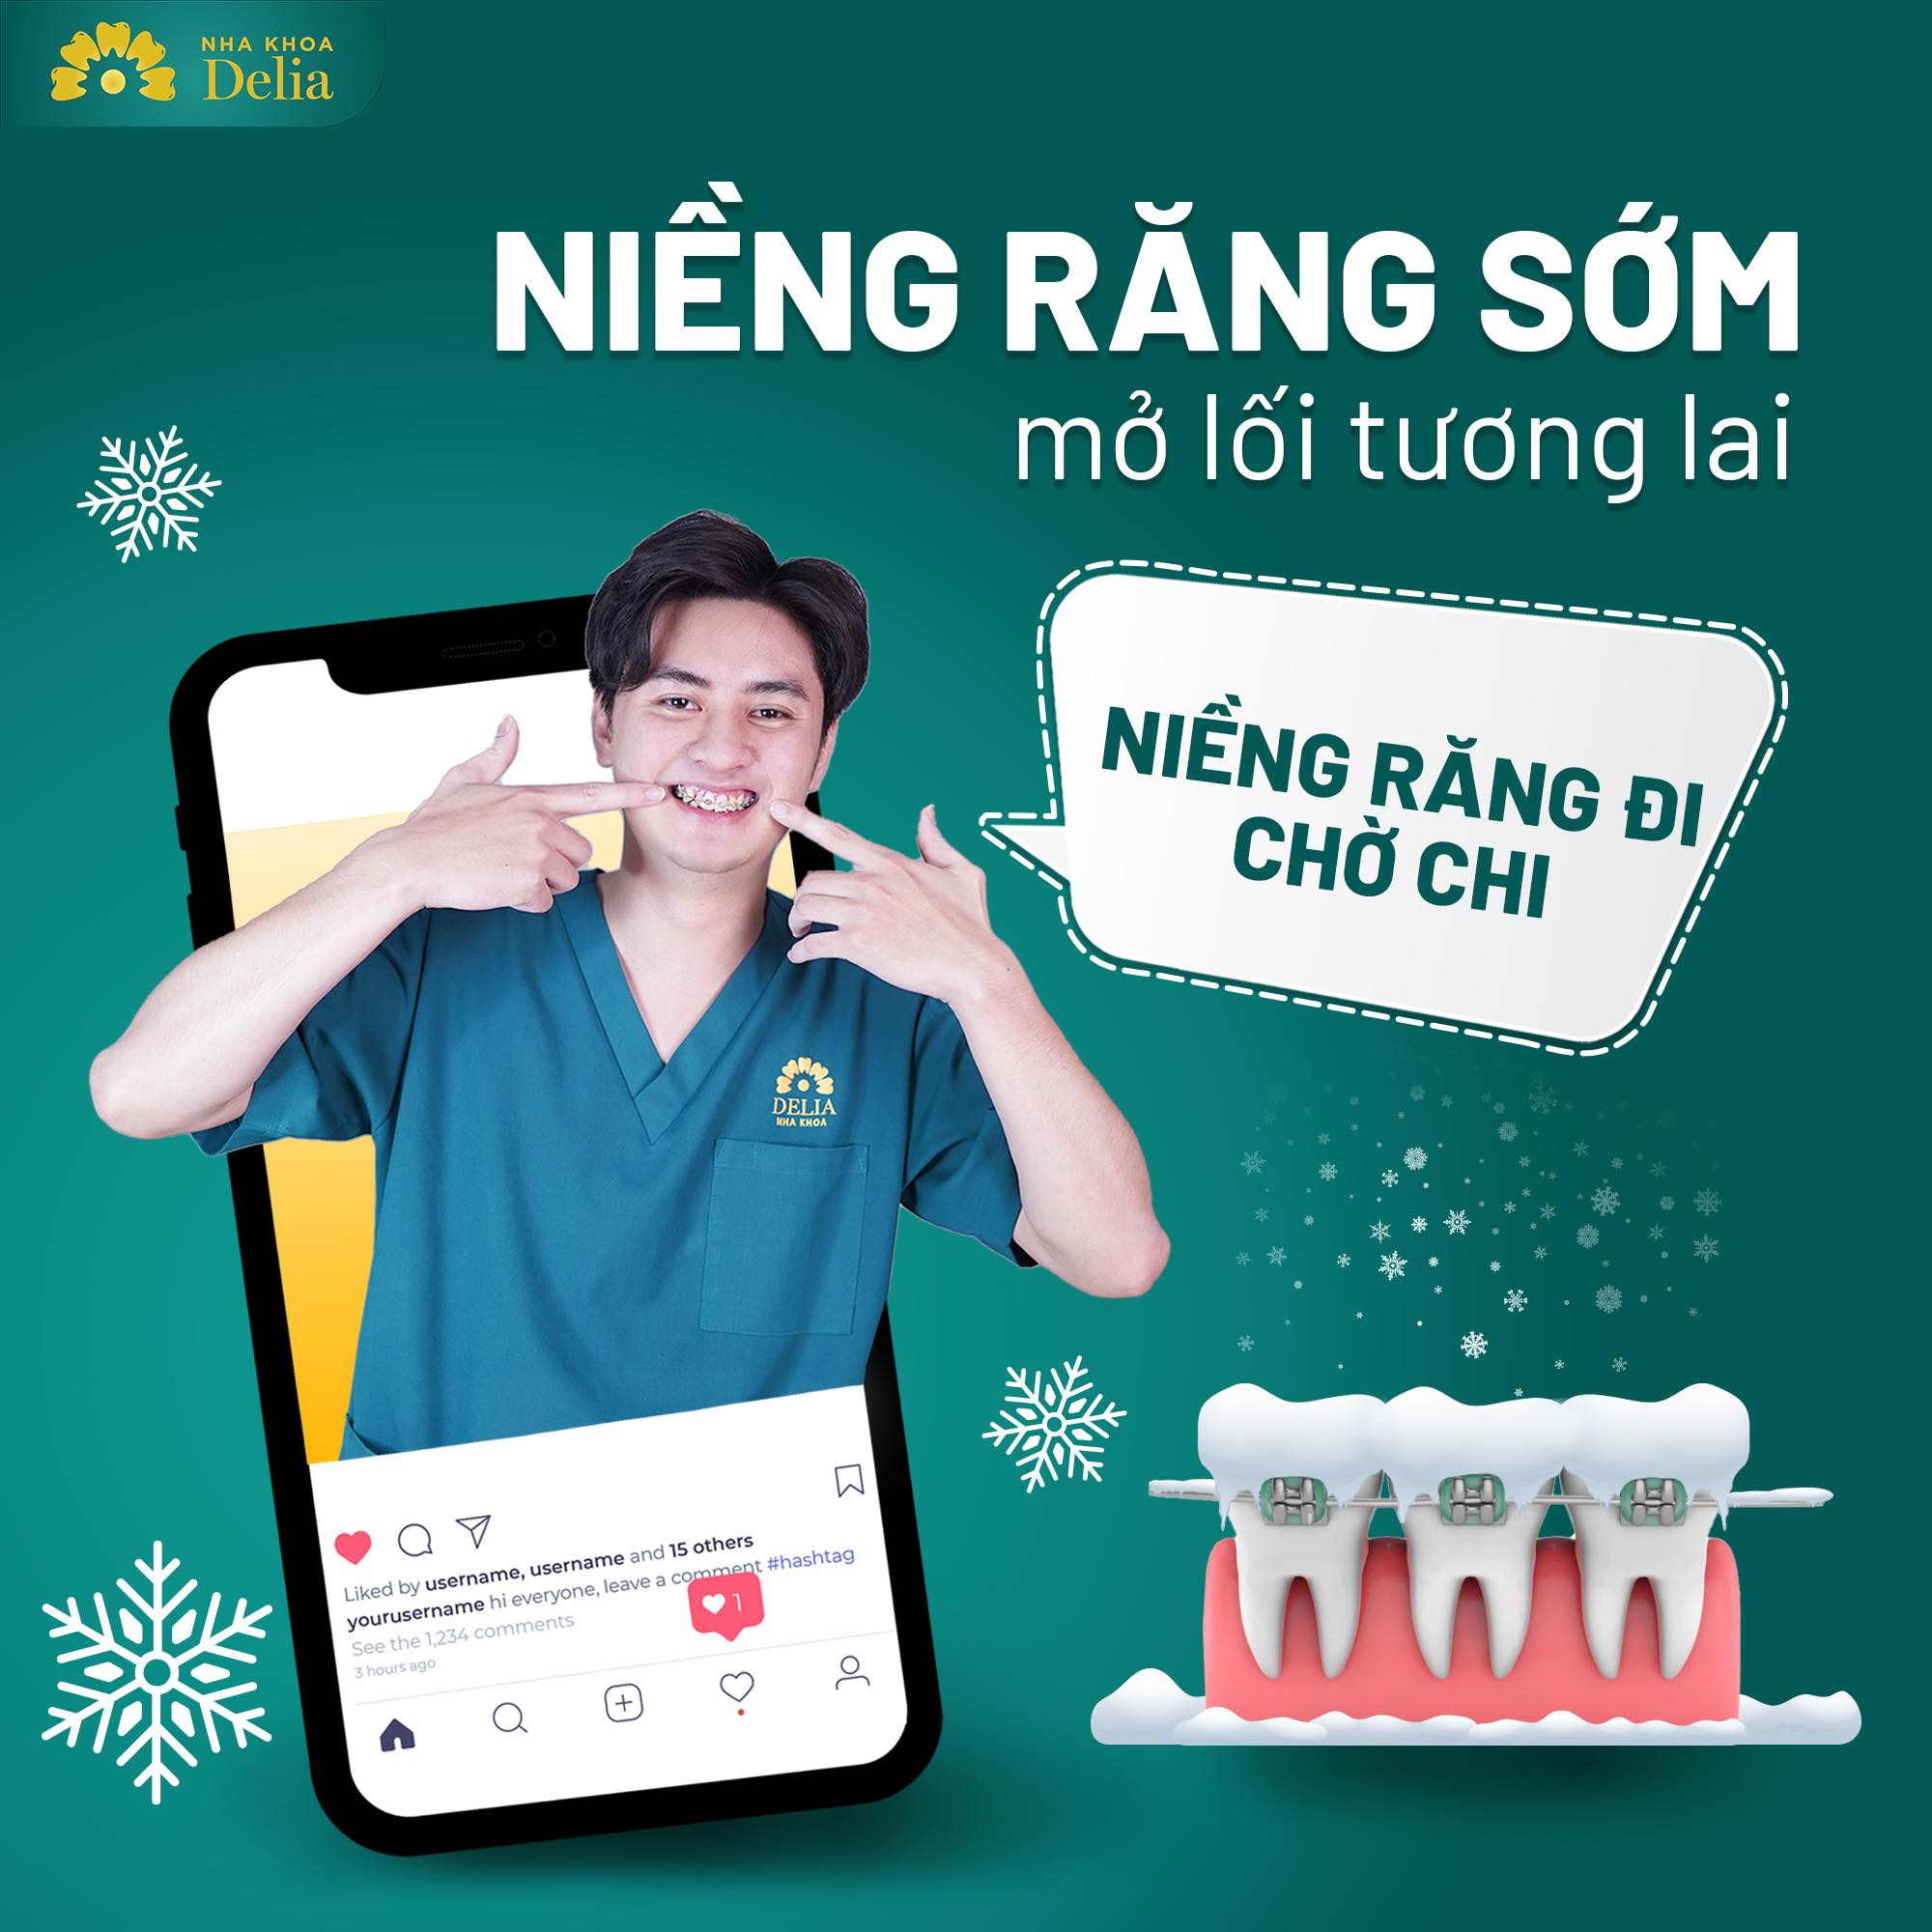 NHA KHOA
Delia
NIỀNG RĂNG SỚM
mở lối tương lai
NIỀNG RĂNG ĐI
CHỜ CHI
DELIA
NHA KHOA
Liked by username, username and 15 others
yourusername hi everyone, leave a comment #hashtag
1
See the 1,234 comments
3 hours ago